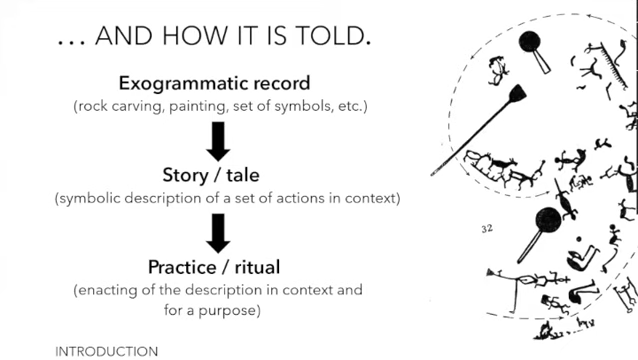 ... AND HOW IT IS TOLD.
Exogrammatic record
(rock carving, painting, set of symbols, etc.)
Story / tale
(symbolic description of a set of actions in context)
Practice / ritual
(enacting of the description in context and
for a purpose)
32
INTRODUCTION